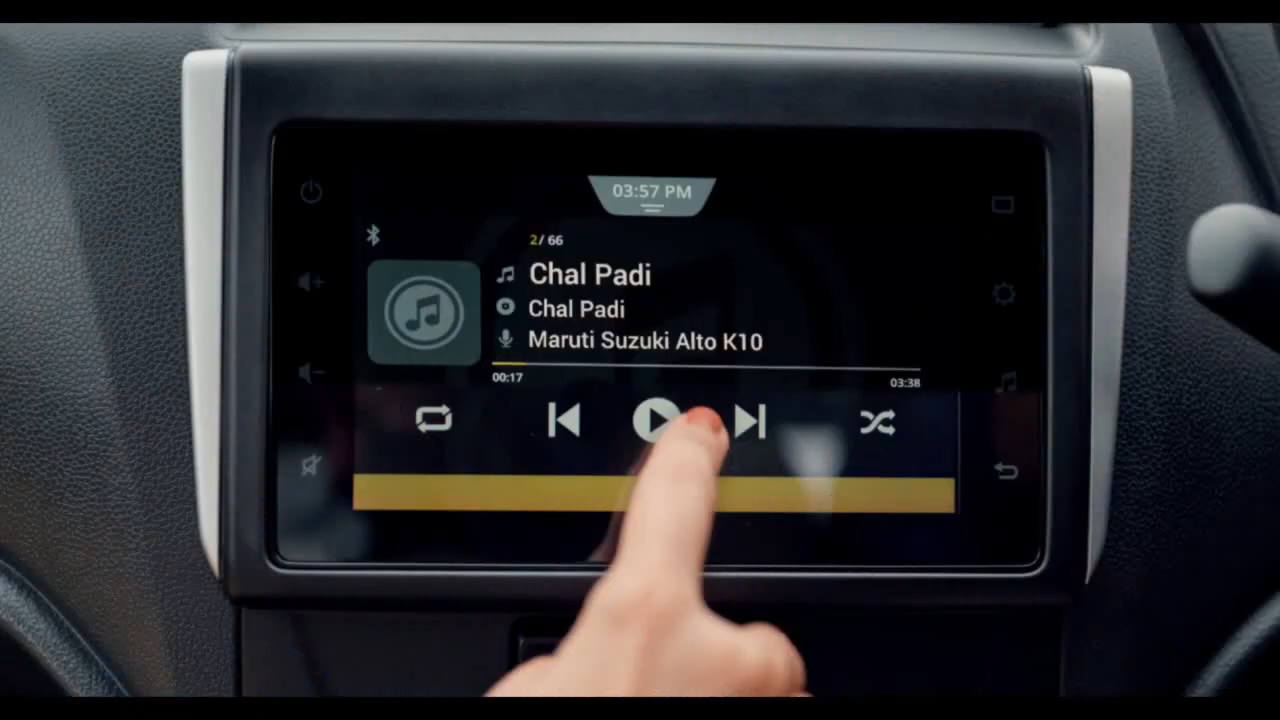 03:57 PM
2/ 66
Chal Padi
Chal Padi
Maruti Suzuki Alto K10
00:17
03:38